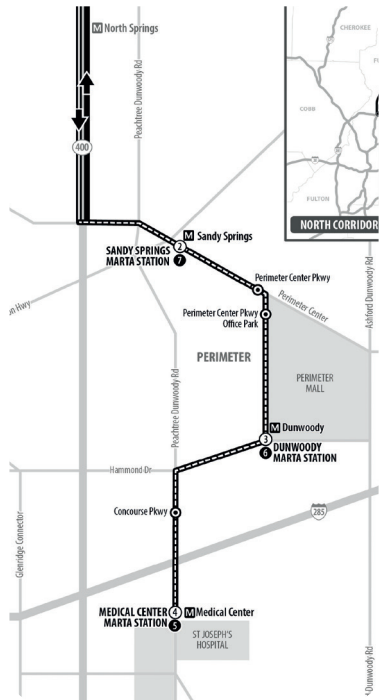 M North Springs
Peachtree Dunwoody Rd
CHEROKEE
COBB
FULTON
NORTH CORRIDOR
400
M Sandy Springs
2
SANDY SPRINGS
MARTA STATION
7
Perimeter Center Pkwy
Perimeter Center
Perimeter Center Pkwy
Office Park
Ashford Dunwoody Rd
n Hwy
PERIMETER
PERIMETER
MALL
Peachtree Dunwoody Rd
M Dunwoody
3
6
DUNWOODY
MARTA STATION
Hammond Dr
Concourse Pkwy
285
Glenridge Connector
MEDICAL CENTER
MARTA STATION
4
5
M Medical Center
ST JOSEPH'S
HOSPITAL
Dunwoody Rd